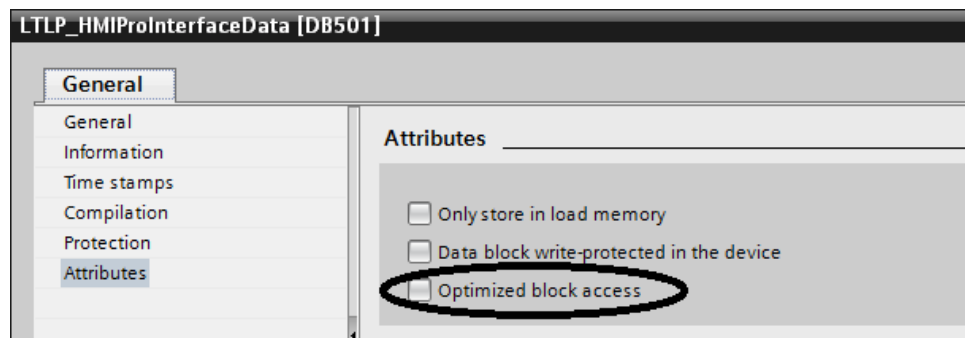 LTLP_HMIProInterfaceData [DB501]
General
General
Information
Time stamps
Compilation
Protection
Attributes
Attributes
Only store in load memory
Data block write-protected in the device
Optimized block access